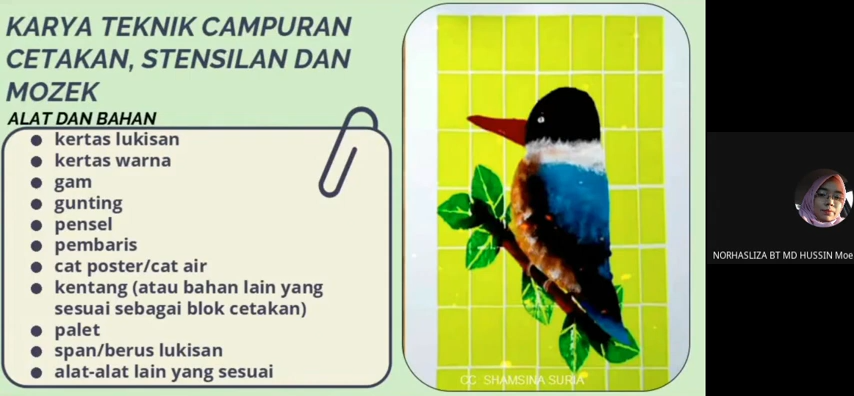 KARYA TEKNIK CAMPURAN
CETAKAN, STENSILAN DAN
MOZEK
ALAT DAN BAHAN
kertas lukisan
kertas warna
gam
gunting
pensel
pembaris
cat poster/cat air
kentang (atau bahan lain yang
sesuai sebagai blok cetakan)
palet
span/berus lukisan
alat-alat lain yang sesuai
CC SHAMSINA SURIA
NORHASLIZA BT MD HUSSIN Moe